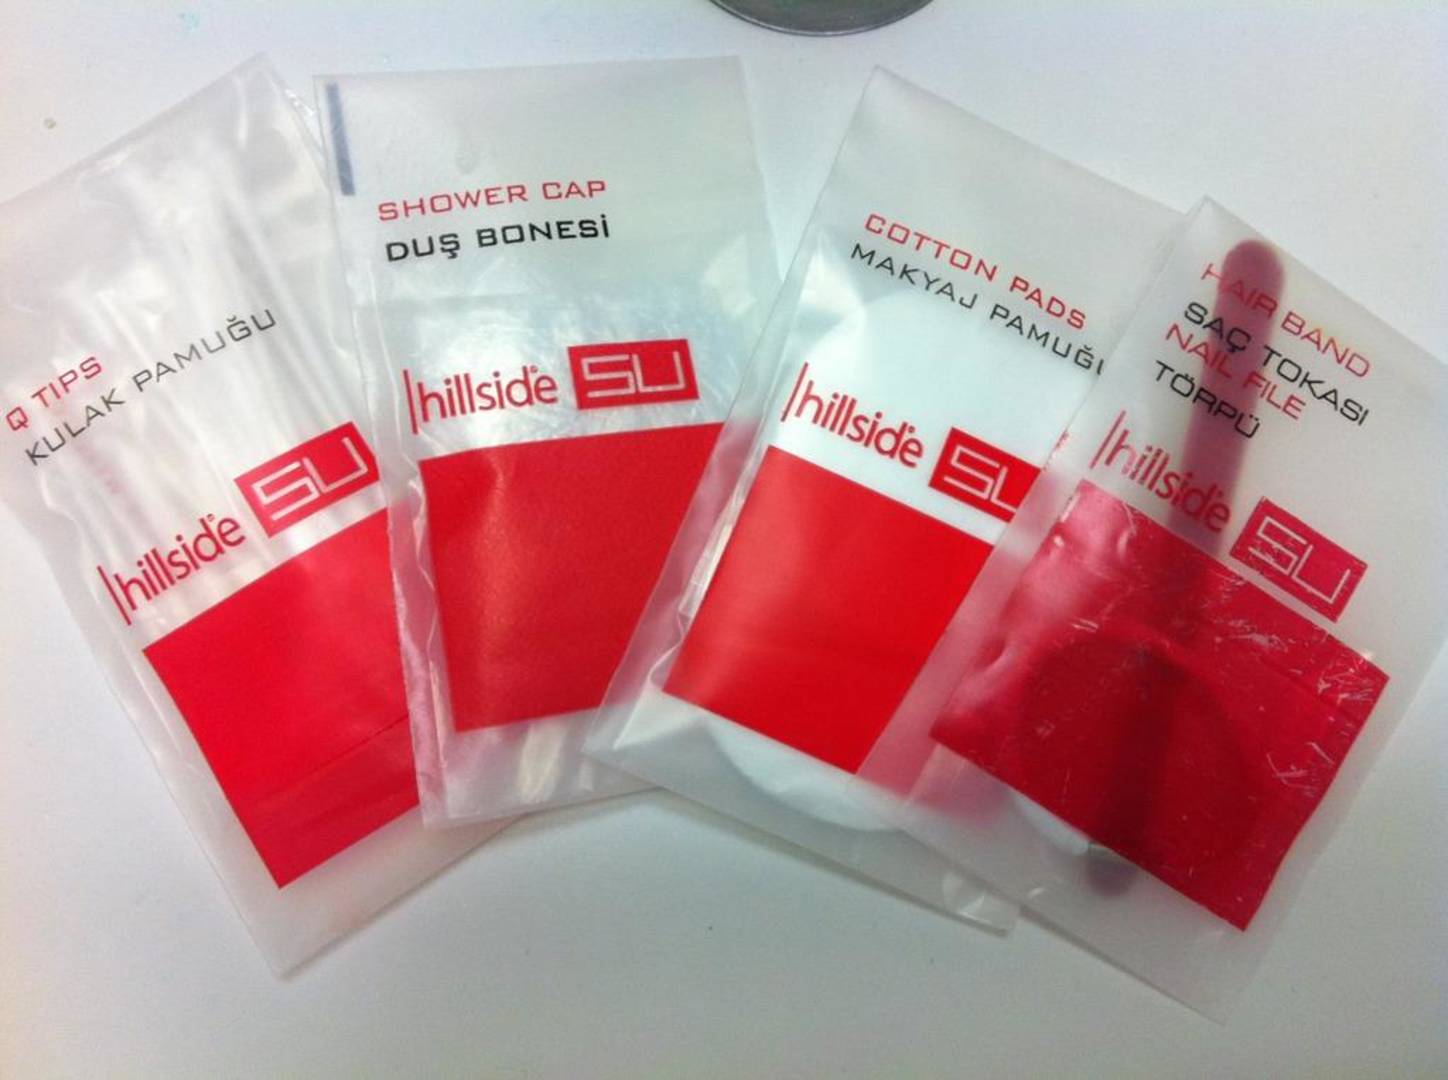 Q TIPS
KULAK PAMUĞU
hillside SU
SHOWER CAP
DUŞ BONESİ
hillside SU
COTTON PADS
MAKYAJ PAMUĞU
hillside SU
HAIR BAND
SAÇ TOKASI
NAIL FILE
TÖRPÜ
hillside SU